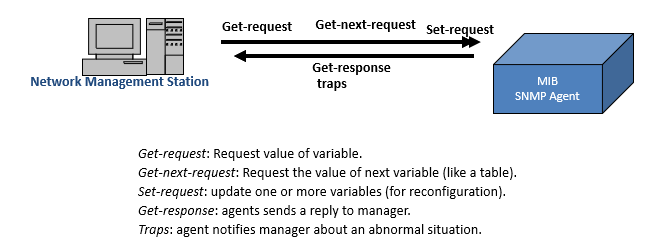 Get-request Get-next-request Set-request
Get-response
traps
Network Management Station
MIB
SNMP Agent
Get-request: Request value of variable.
Get-next-request: Request the value of next variable (like a table).
Set-request: update one or more variables (for reconfiguration).
Get-response: agents sends a reply to manager.
Traps: agent notifies manager about an abnormal situation.